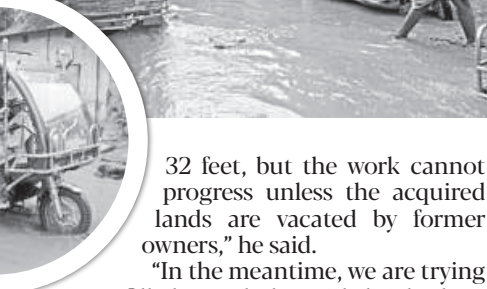 32 feet, but the work cannot
progress unless the acquired
lands are vacated by former
owners,” he said.
“In the meantime, we are trying